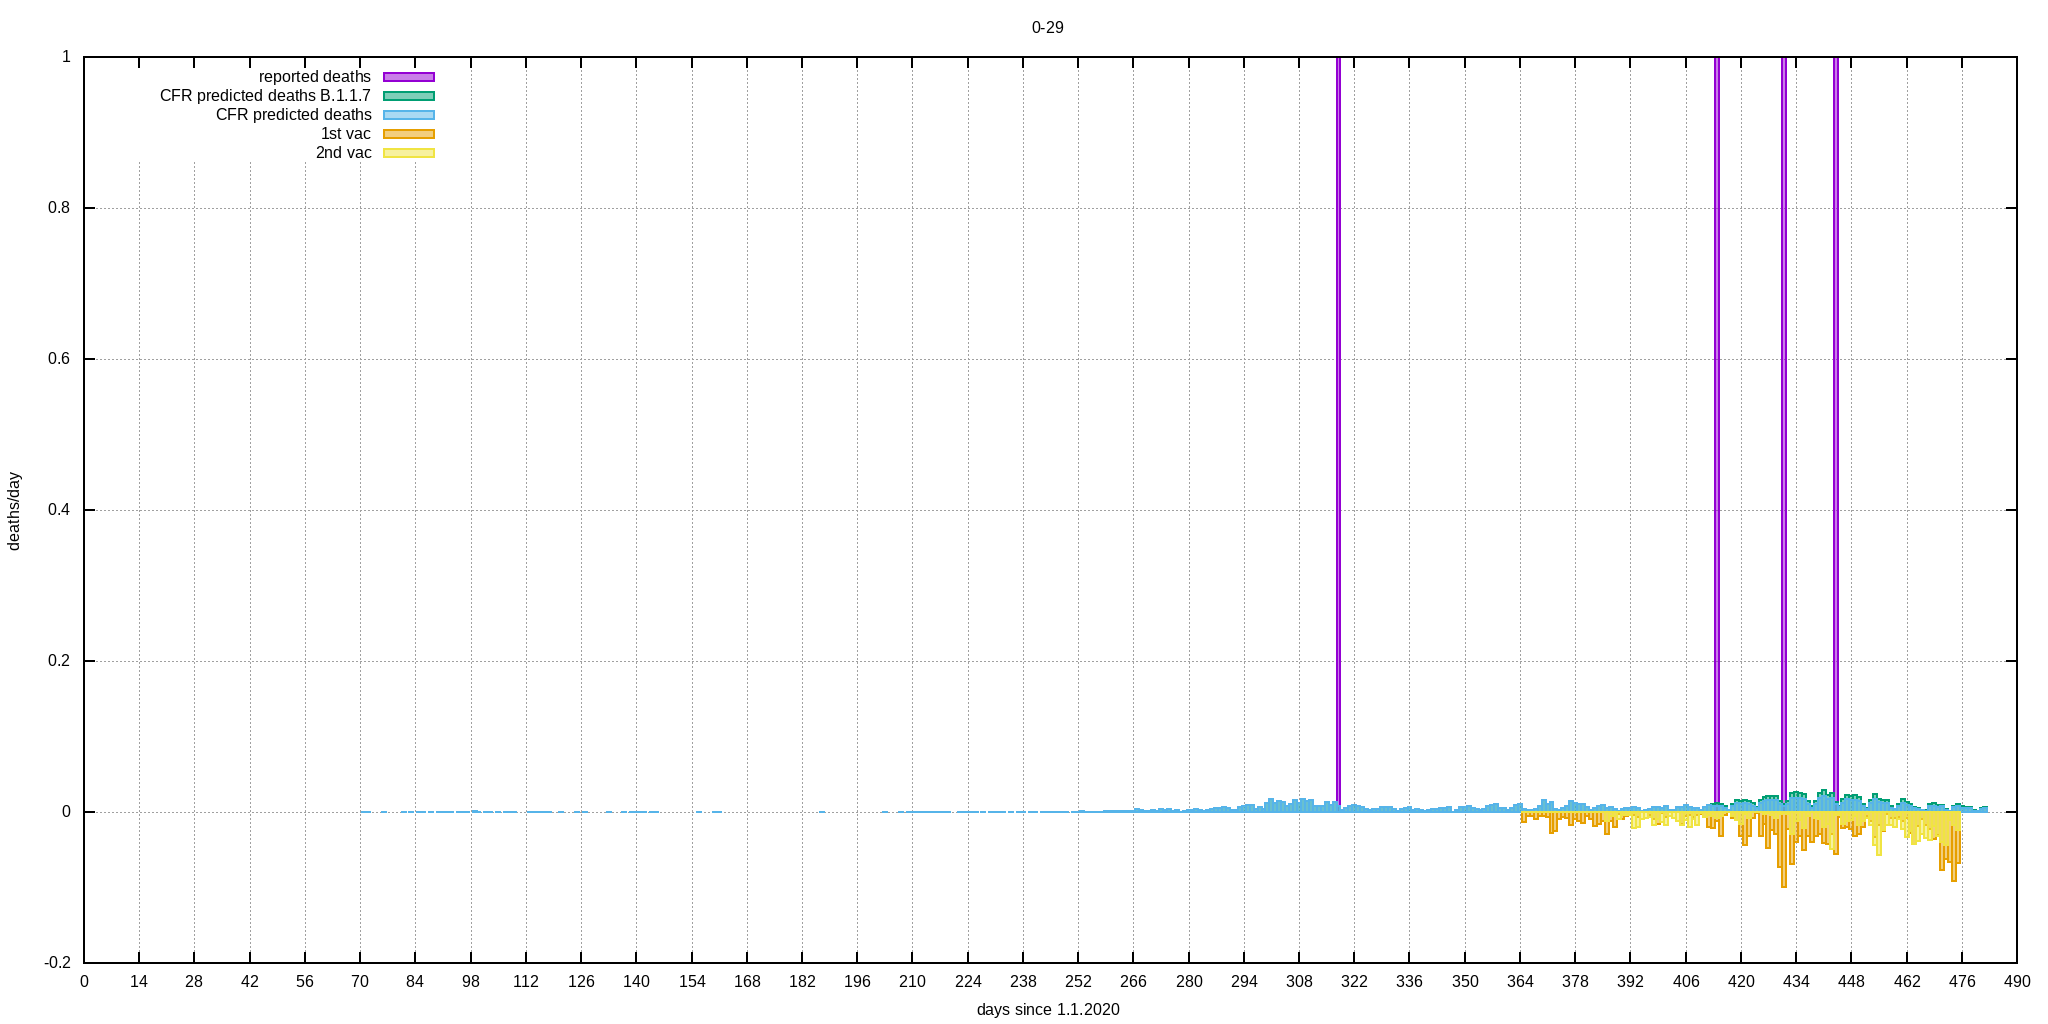 0-29
1
0.8
0.6
0.4
0.2
0
-0.2
deaths/day
reported deaths
CFR predicted deaths B.1.1.7
CFR predicted deaths
1st vac
2nd vac
0 14 28 42 56 70 84 98 112 126 140 154 168 182 196 210 224 238 252 266 280 294 308 322 336 350 364 378 392 406 420 434 448 462 476 490
days since 1.1.2020